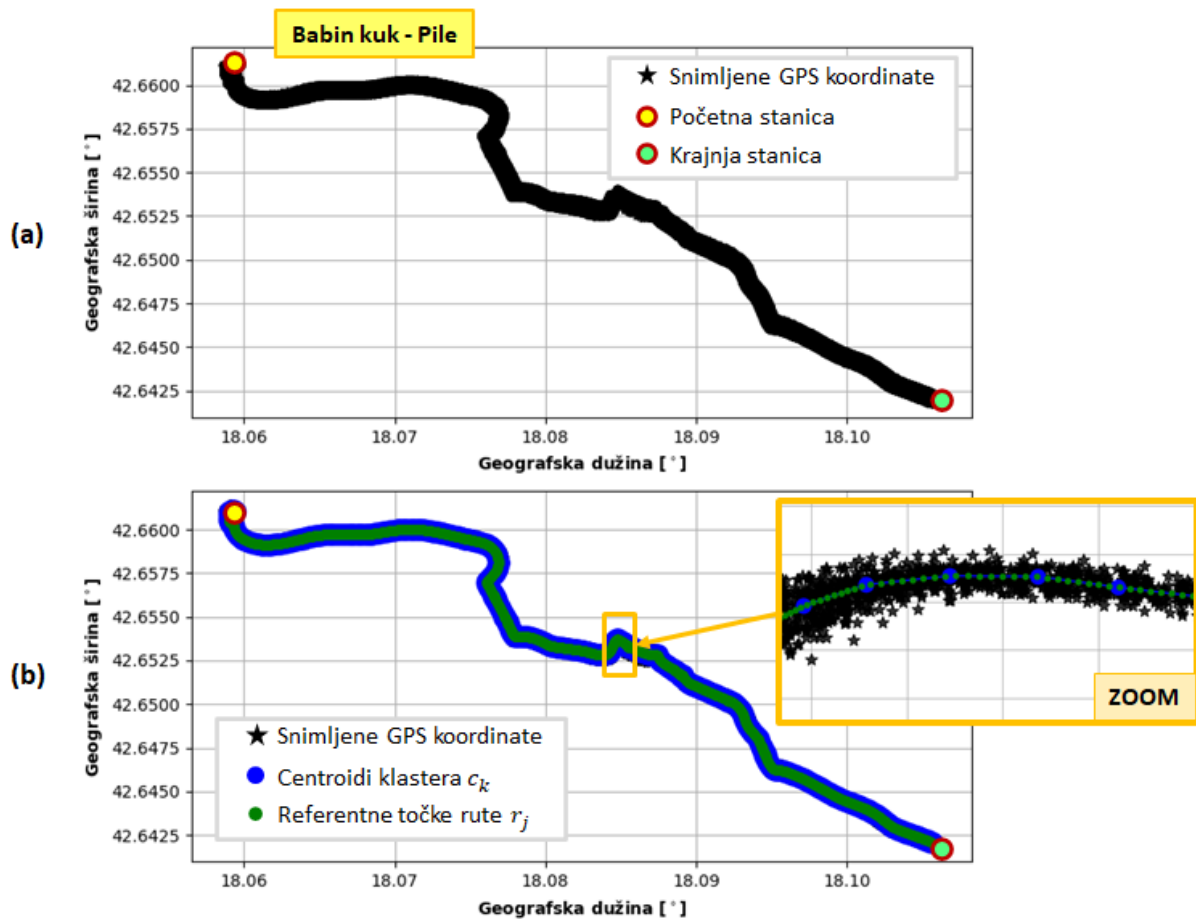 Babin kuk - Pile
(a)
Geografska širina [°]
42.6600
42.6575
42.6550
42.6525
42.6500
42.6475
42.6450
42.6425
★ Snimljene GPS koordinate
Početna stanica
Krajnja stanica
18.06 18.07 18.08 18.09 18.10
Geografska dužina [°]
(b)
Geografska širina [°]
42.6600
42.6575
42.6550
42.6525
42.6500
42.6475
42.6450
42.6425
ZOOM
★ Snimljene GPS koordinate
Centroidi klastera cₖ
Referentne točke rute rⱼ
18.06 18.07 18.08 18.09 18.10
Geografska dužina [°]